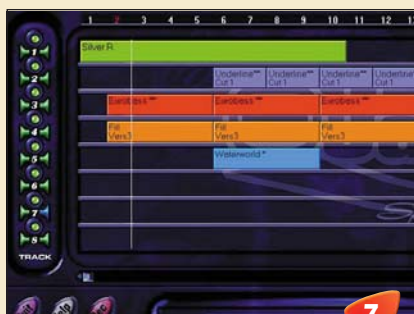 1 2 3 4 5 6 7 8 9 10 11 12
Silver R
1
Underline Underline Underline Underline
Cut 1 Cut 1 Cut 1 Cut 1
2
Eurobass Eurobass Eurobass
3
Fill Fill Fill
Vers3 Vers3 Vers3
4
Waterworld
5
6
7
8
TRACK
7